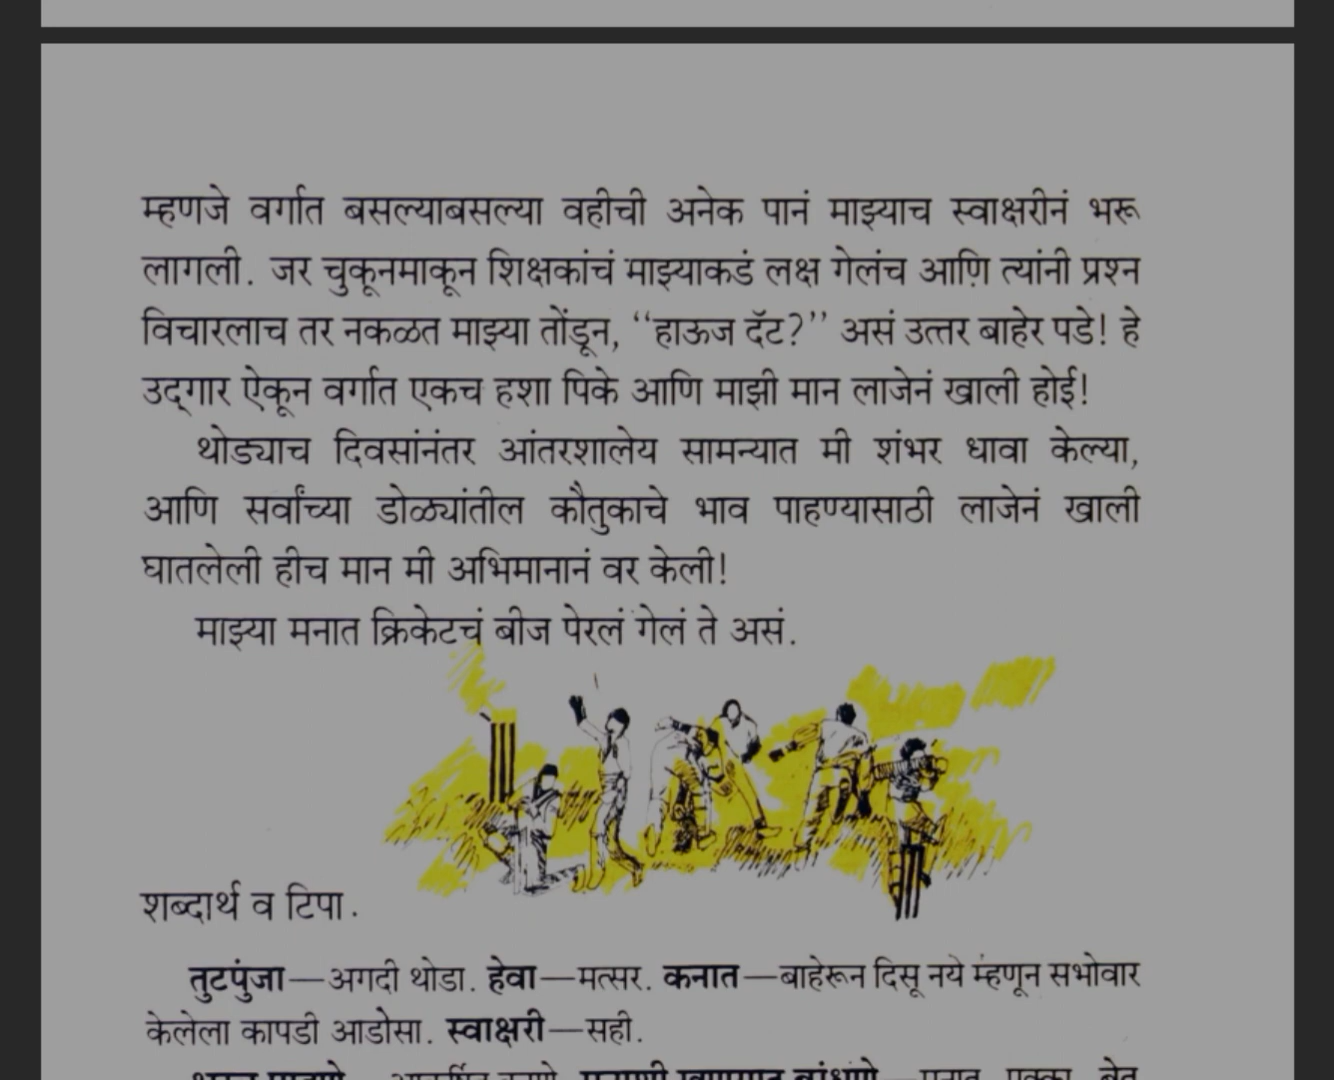 म्हणजे वर्गात बसल्याबसल्या वहीची अनेक पानं माझ्याच स्वाक्षरीनं भरू
लागली. जर चुकूनमाकून शिक्षकांचं माझ्याकडं लक्ष गेलंच आणि त्यांनी प्रश्न
विचारलाच तर नकळत माझ्या तोंडून, ‘‘हाऊज दॅट?’’ असं उत्तर बाहेर पडे! हे
उद्‌गार ऐकून वर्गात एकच हशा पिके आणि माझी मान लाजेनं खाली होई!
थोड्याच दिवसांनंतर आंतरशालेय सामन्यात मी शंभर धावा केल्या,
आणि सर्वांच्या डोळ्यांतील कौतुकाचे भाव पाहण्यासाठी लाजेनं खाली
घातलेली हीच मान मी अभिमानानं वर केली!
माझ्या मनात क्रिकेटचं बीज पेरलं गेलं ते असं.
शब्दार्थ व टिपा.
तुटपुंजा—अगदी थोडा. हेवा—मत्सर. कनात—बाहेरून दिसू नये म्हणून सभोवार
केलेला कापडी आडोसा. स्वाक्षरी—सही.